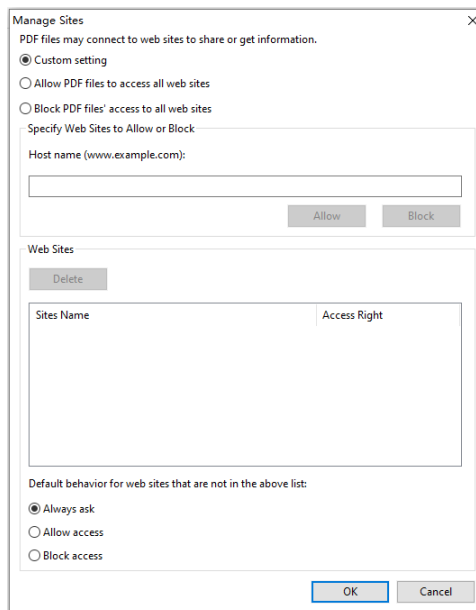 Manage Sites
PDF files may connect to web sites to share or get information.
Custom setting
Allow PDF files to access all web sites
Block PDF files' access to all web sites
Specify Web Sites to Allow or Block
Host name (www.example.com):
Allow Block
Web Sites
Delete
Sites Name Access Right
Default behavior for web sites that are not in the above list:
Always ask
Allow access
Block access
OK Cancel